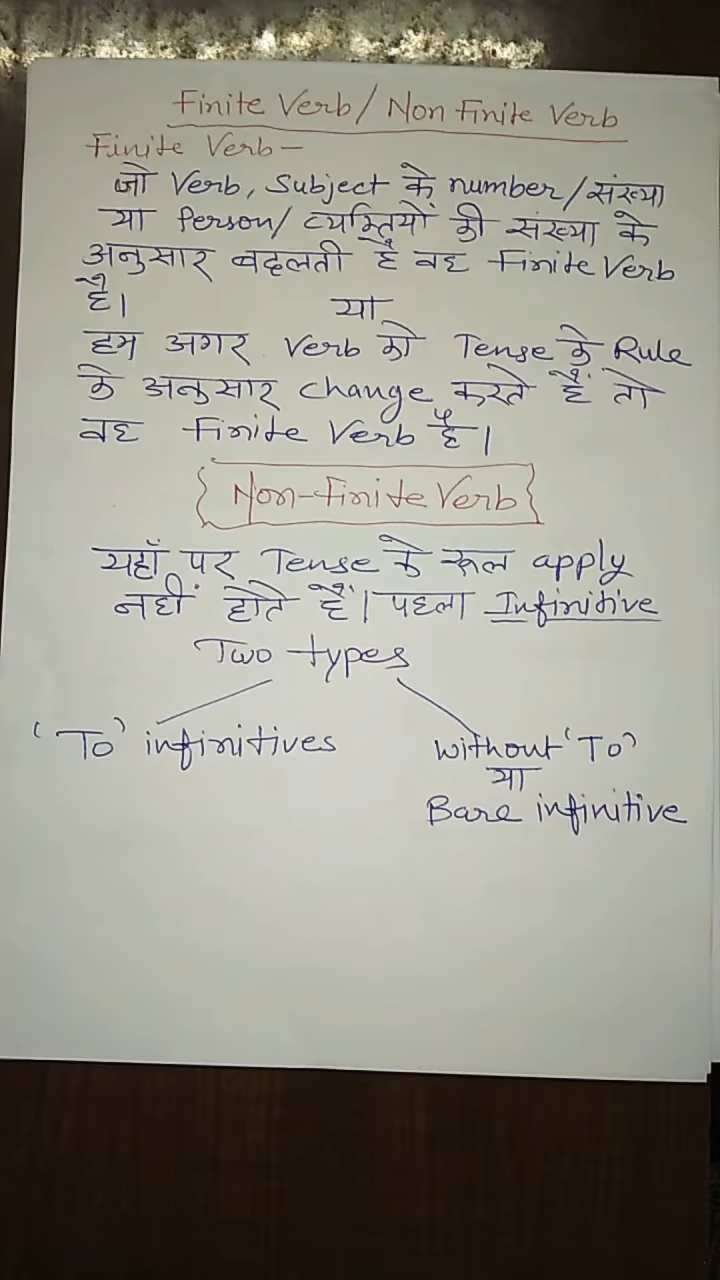 Finite Verb / Non Finite Verb
Finite Verb –
जो Verb, Subject के number/संख्या
या Person/ व्यक्तियों की संख्या के
अनुसार बदलती है वह Finite Verb
है।
या
हम अगर Verb को Tense के Rule
के अनुसार change करते हैं तो
वह Finite Verb है।
Non-Finite Verb
यहाँ पर Tense के रूल apply
नहीं होते हैं। पहला Infinitive
Two types
'To' infinitives
without 'To'
या
Bare infinitive